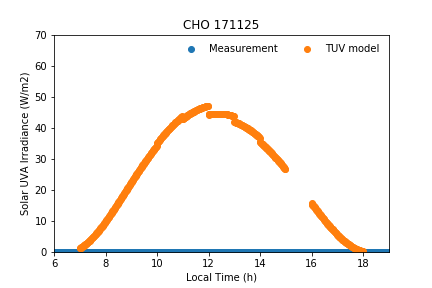 CHO 171125
Measurement
TUV model
Solar UVA Irradiance (W/m2)
70
60
50
40
30
20
10
0
6 8 10 12 14 16 18
Local Time (h)